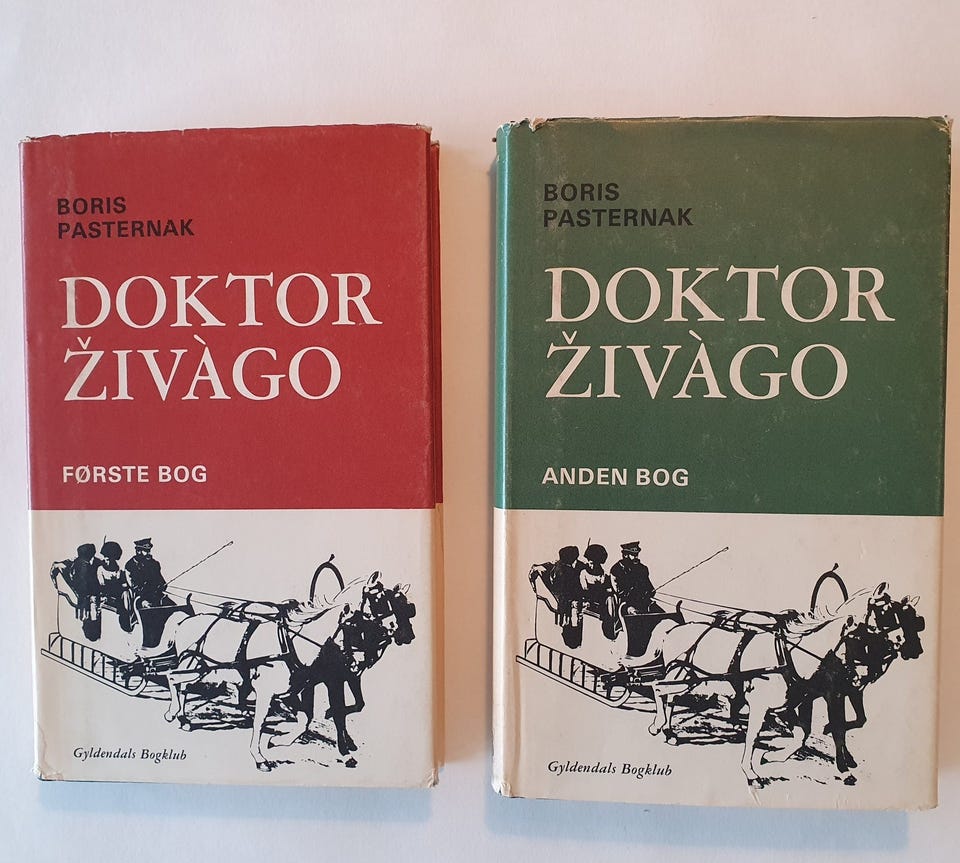 BORIS
PASTERNAK
DOKTOR
ŽIVÀGO
FØRSTE BOG
Gyldendals Bogklub
BORIS
PASTERNAK
DOKTOR
ŽIVÀGO
ANDEN BOG
Gyldendals Bogklub